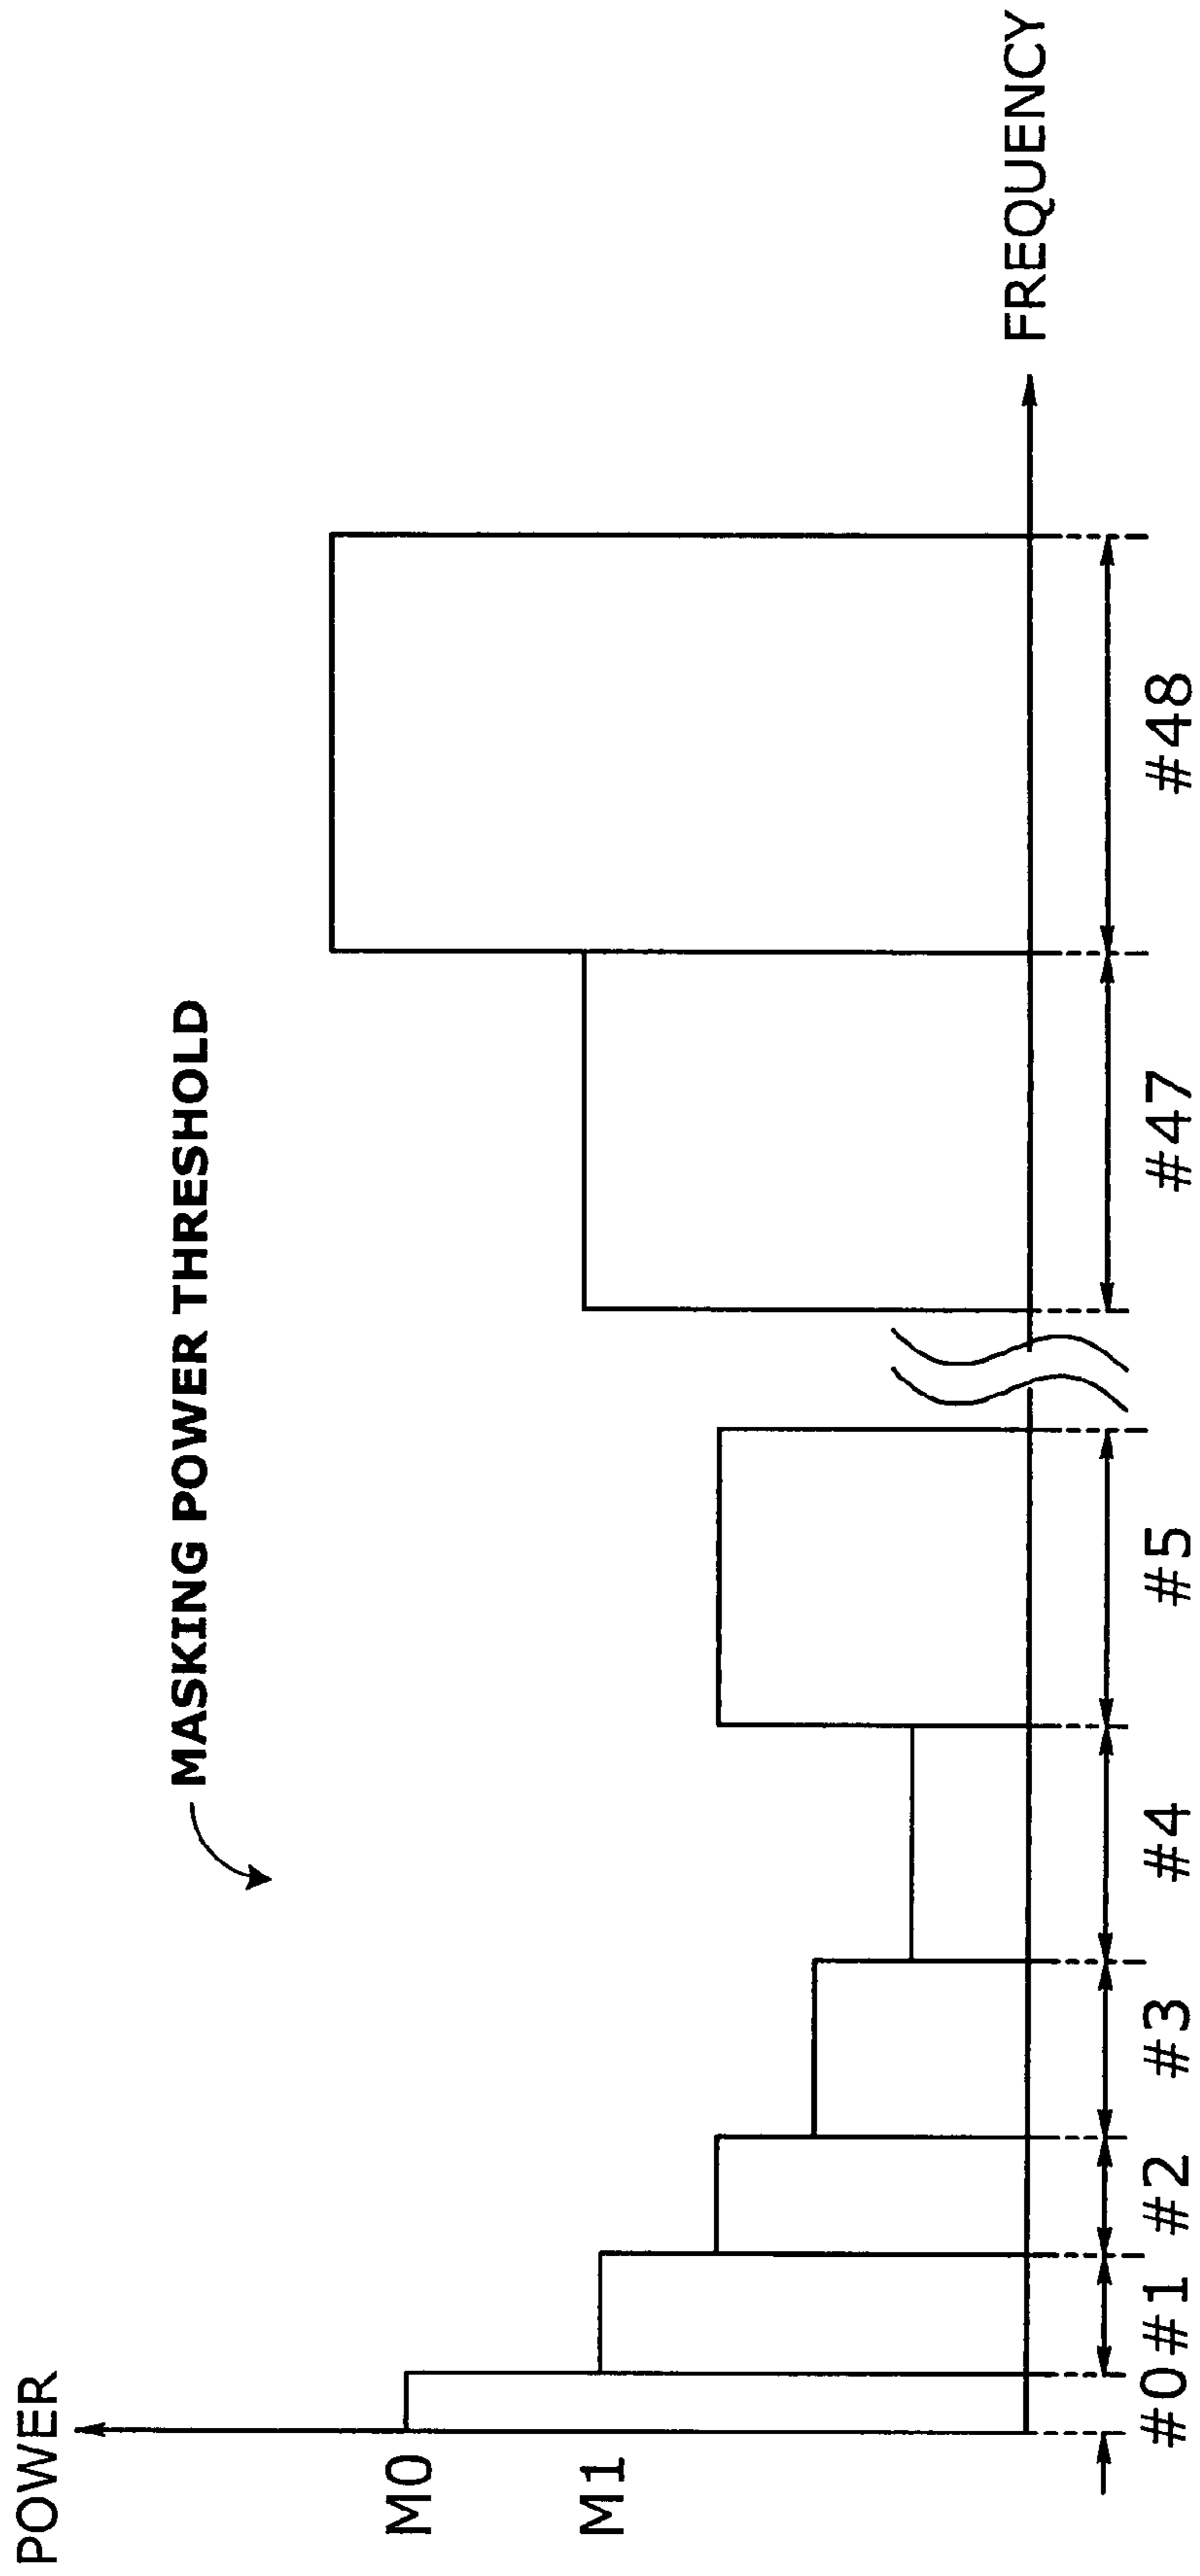 POWER
MASKING POWER THRESHOLD
M0
M1
FREQUENCY
#0 #1 #2 #3 #4 #5 #47 #48